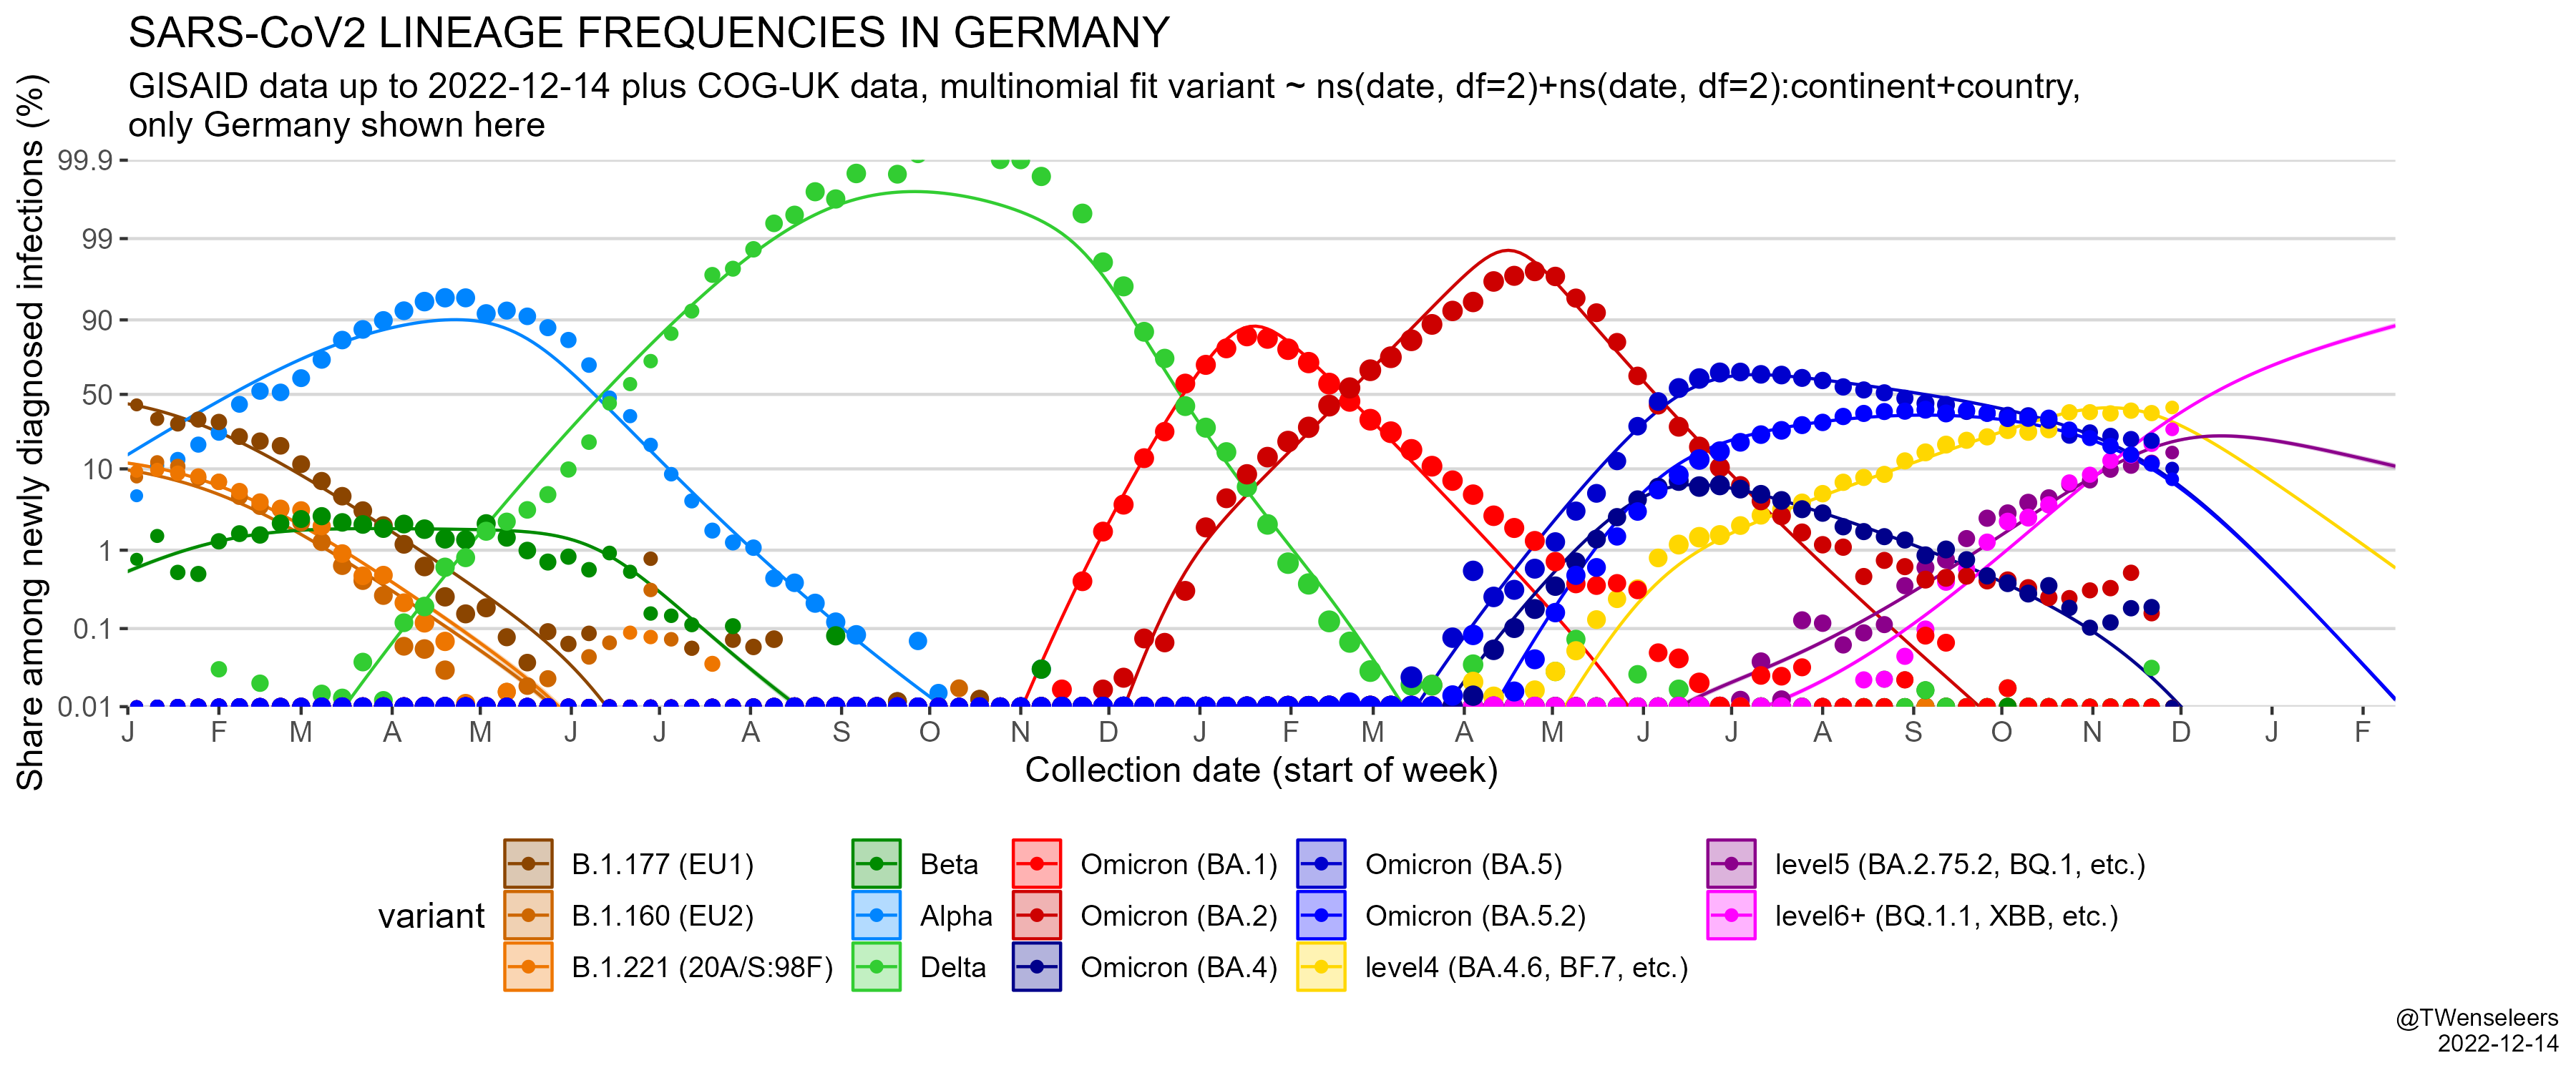 SARS-CoV2 LINEAGE FREQUENCIES IN GERMANY
GISAID data up to 2022-12-14 plus COG-UK data, multinomial fit variant ~ ns(date, df=2)+ns(date, df=2):continent+country,
only Germany shown here
Share among newly diagnosed infections (%)
99.9
99
90
50
10
1
0.1
0.01
J F M A M J J A S O N D J F M A M J J A S O N D J F
Collection date (start of week)
variant
B.1.177 (EU1)
B.1.160 (EU2)
B.1.221 (20A/S:98F)
Beta
Alpha
Delta
Omicron (BA.1)
Omicron (BA.2)
Omicron (BA.4)
Omicron (BA.5)
Omicron (BA.5.2)
level4 (BA.4.6, BF.7, etc.)
level5 (BA.2.75.2, BQ.1, etc.)
level6+ (BQ.1.1, XBB, etc.)
@TWenseleers
2022-12-14